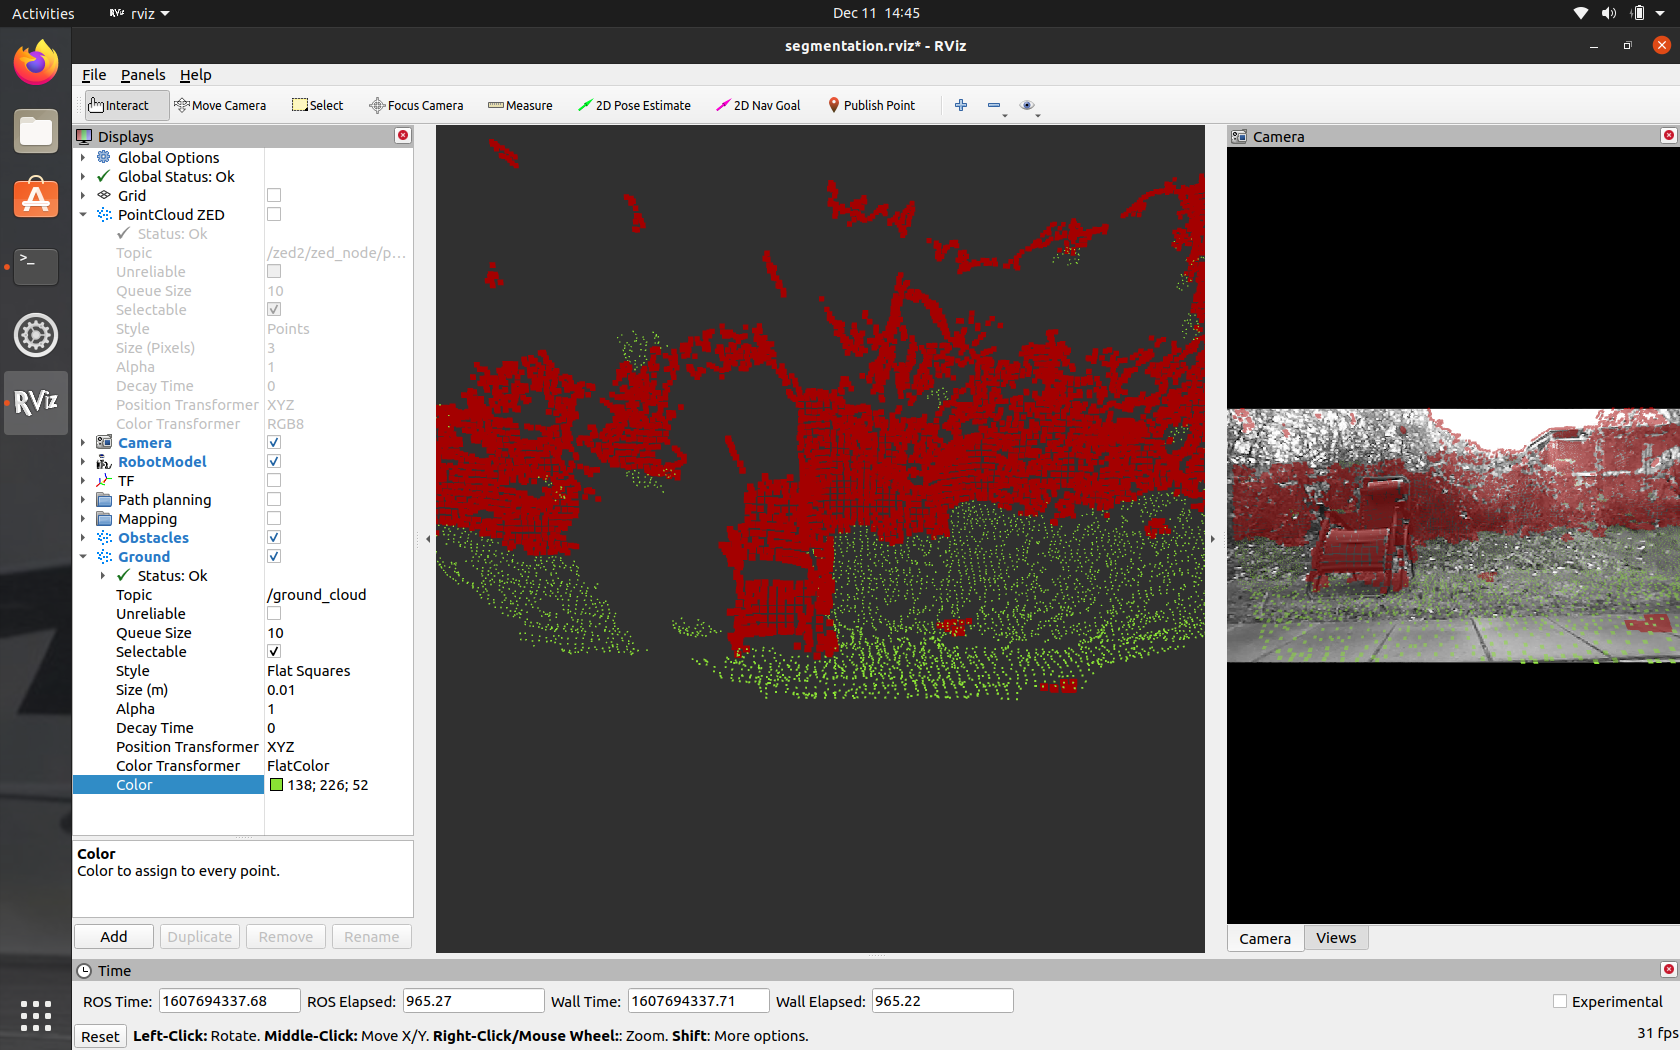 Activities RViz rviz Dec 11 14:45
segmentation.rviz* - RViz
File Panels Help
Interact Move Camera Select Focus Camera Measure 2D Pose Estimate 2D Nav Goal Publish Point
Displays
Global Options
Global Status: Ok
Grid
PointCloud ZED
Status: Ok
Topic /zed2/zed_node/p...
Unreliable
Queue Size 10
Selectable
Style Points
Size (Pixels) 3
Alpha 1
Decay Time 0
Position Transformer XYZ
Color Transformer RGB8
Camera
RobotModel
TF
Path planning
Mapping
Obstacles
Ground
Status: Ok
Topic /ground_cloud
Unreliable
Queue Size 10
Selectable
Style Flat Squares
Size (m) 0.01
Alpha 1
Decay Time 0
Position Transformer XYZ
Color Transformer FlatColor
Color 138; 226; 52
Color
Color to assign to every point.
Add Duplicate Remove Rename
RViz
Camera
Camera Views
Time
ROS Time: 1607694337.68 ROS Elapsed: 965.27 Wall Time: 1607694337.71 Wall Elapsed: 965.22 Experimental
Reset Left-Click: Rotate. Middle-Click: Move X/Y. Right-Click/Mouse Wheel:: Zoom. Shift: More options. 31 fps